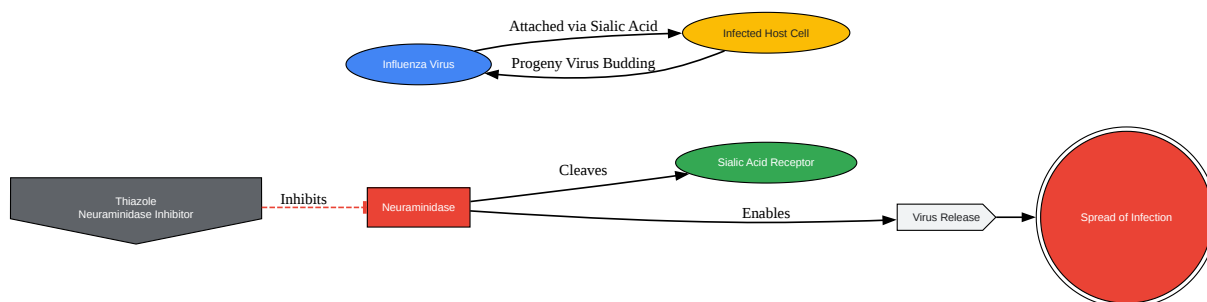 Attached via Sialic Acid
Infected Host Cell
Influenza Virus
Progeny Virus Budding
Sialic Acid Receptor
Cleaves
Thiazole
Neuraminidase Inhibitor
Inhibits
Neuraminidase
Enables
Virus Release
Spread of Infection